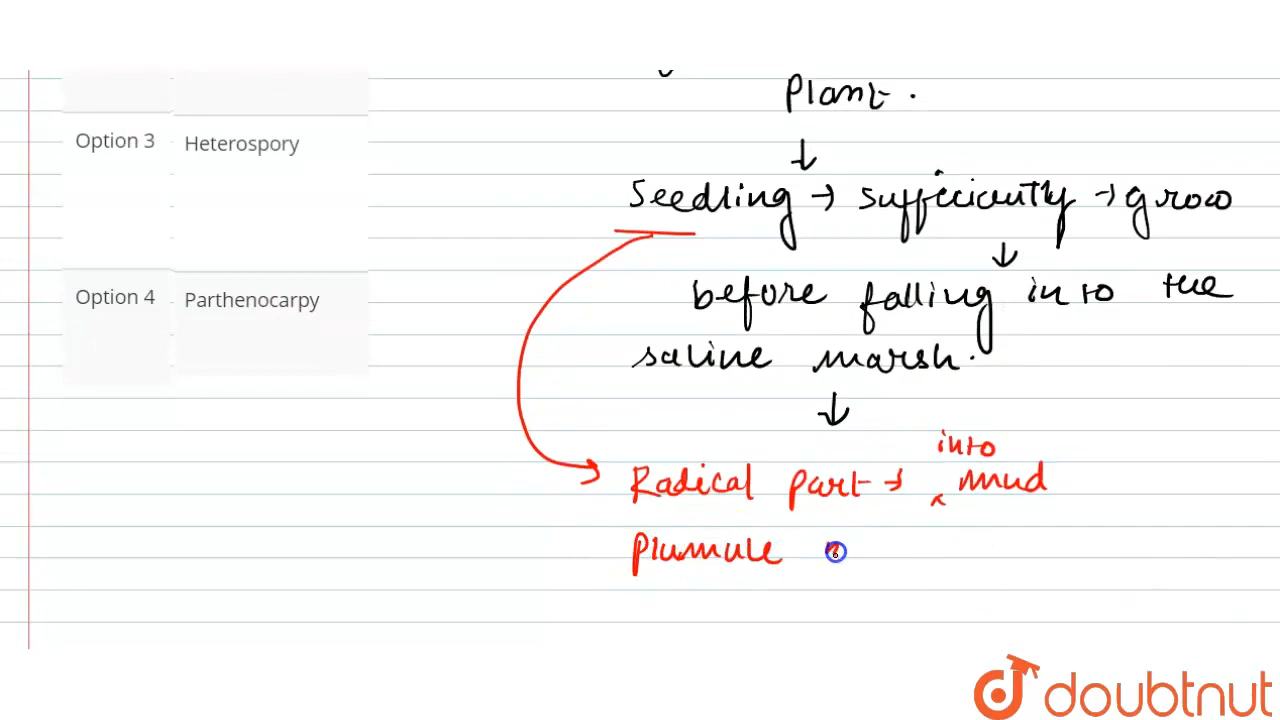 Plant.
Option 3 Heterospory
Seedling → sufficiently → grow
before falling into the
Option 4 Parthenocarpy
saline marsh.
into
Radical part → ^ mud
Plumule
doubtnut